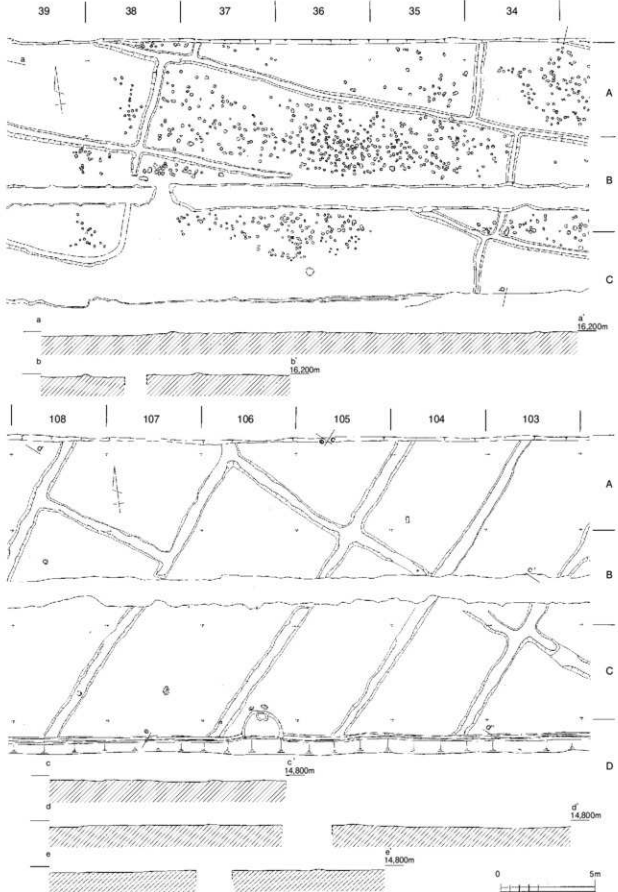 39 38 37 36 35 34
a
A
B
C
a a'
16,200m
b b'
16,200m
108 107 106 105 104 103
d'
A
B
c'
C
D
c c'
14,800m
d d'
14,800m
e e'
14,800m
0 5m